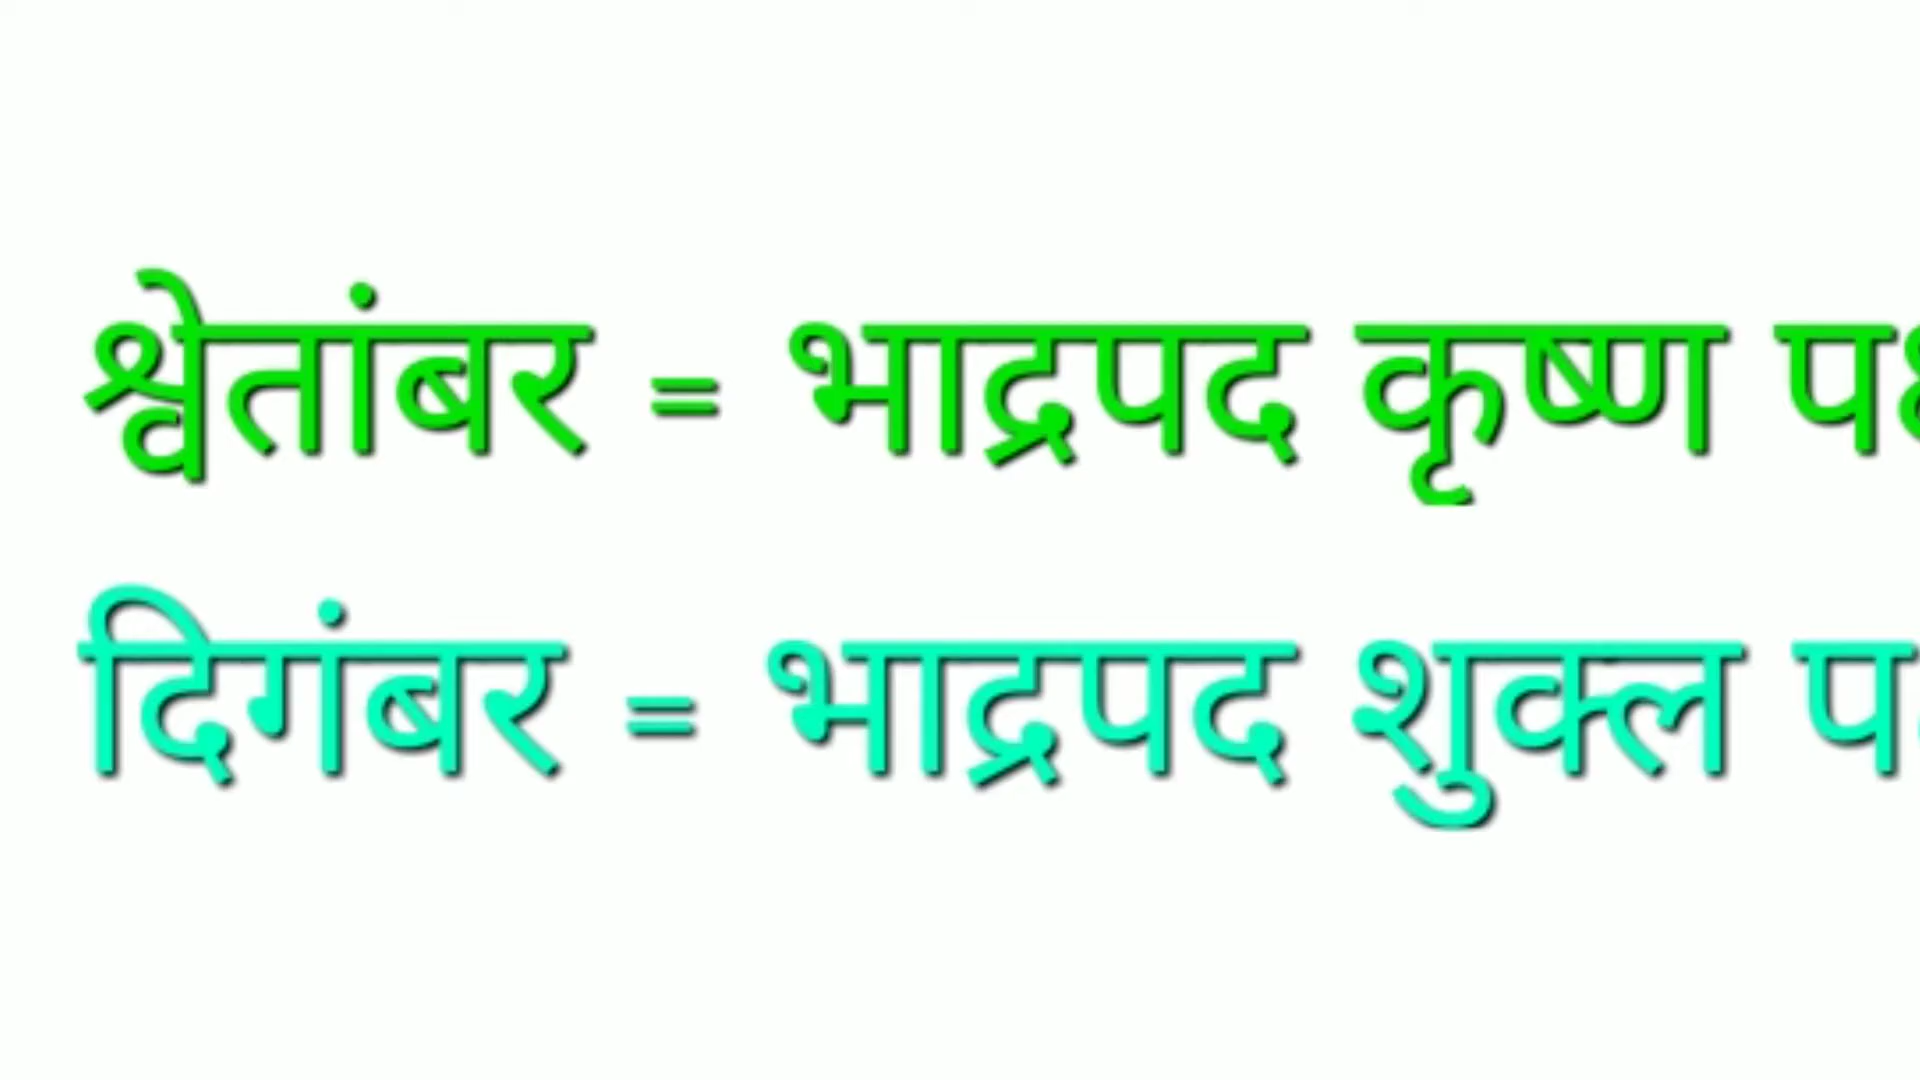 श्वेतांबर = भाद्रपद कृष्ण
दिगंबर = भाद्रपद शुक्ल